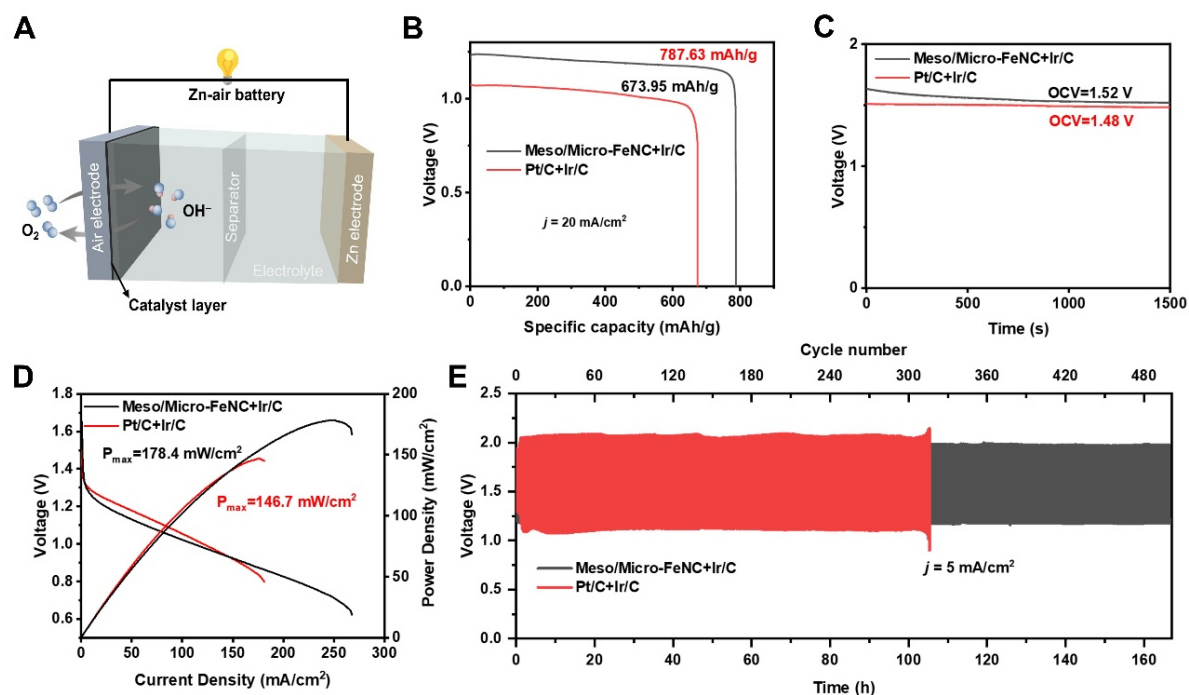 A
Zn-air battery
Air electrode
Separator
Electrolyte
Zn electrode
OH⁻
O₂
Catalyst layer
B
787.63 mAh/g
673.95 mAh/g
Meso/Micro-FeNC+Ir/C
Pt/C+Ir/C
j = 20 mA/cm²
Voltage (V)
1.0
0.5
0.0
0 200 400 600 800
Specific capacity (mAh/g)
C
Meso/Micro-FeNC+Ir/C
Pt/C+Ir/C
OCV=1.52 V
OCV=1.48 V
Voltage (V)
2
1
0
0 500 1000 1500
Time (s)
D
Meso/Micro-FeNC+Ir/C
Pt/C+Ir/C
Pmax=178.4 mW/cm²
Pmax=146.7 mW/cm²
Voltage (V)
1.8
1.6
1.4
1.2
1.0
0.8
0.6
Power Density (mW/cm²)
200
150
100
50
0
0 50 100 150 200 250 300
Current Density (mA/cm²)
E
Cycle number
0 60 120 180 240 300 360 420 480
Voltage (V)
2.5
2.0
1.5
1.0
0.5
0.0
Meso/Micro-FeNC+Ir/C
Pt/C+Ir/C
j = 5 mA/cm²
0 20 40 60 80 100 120 140 160
Time (h)